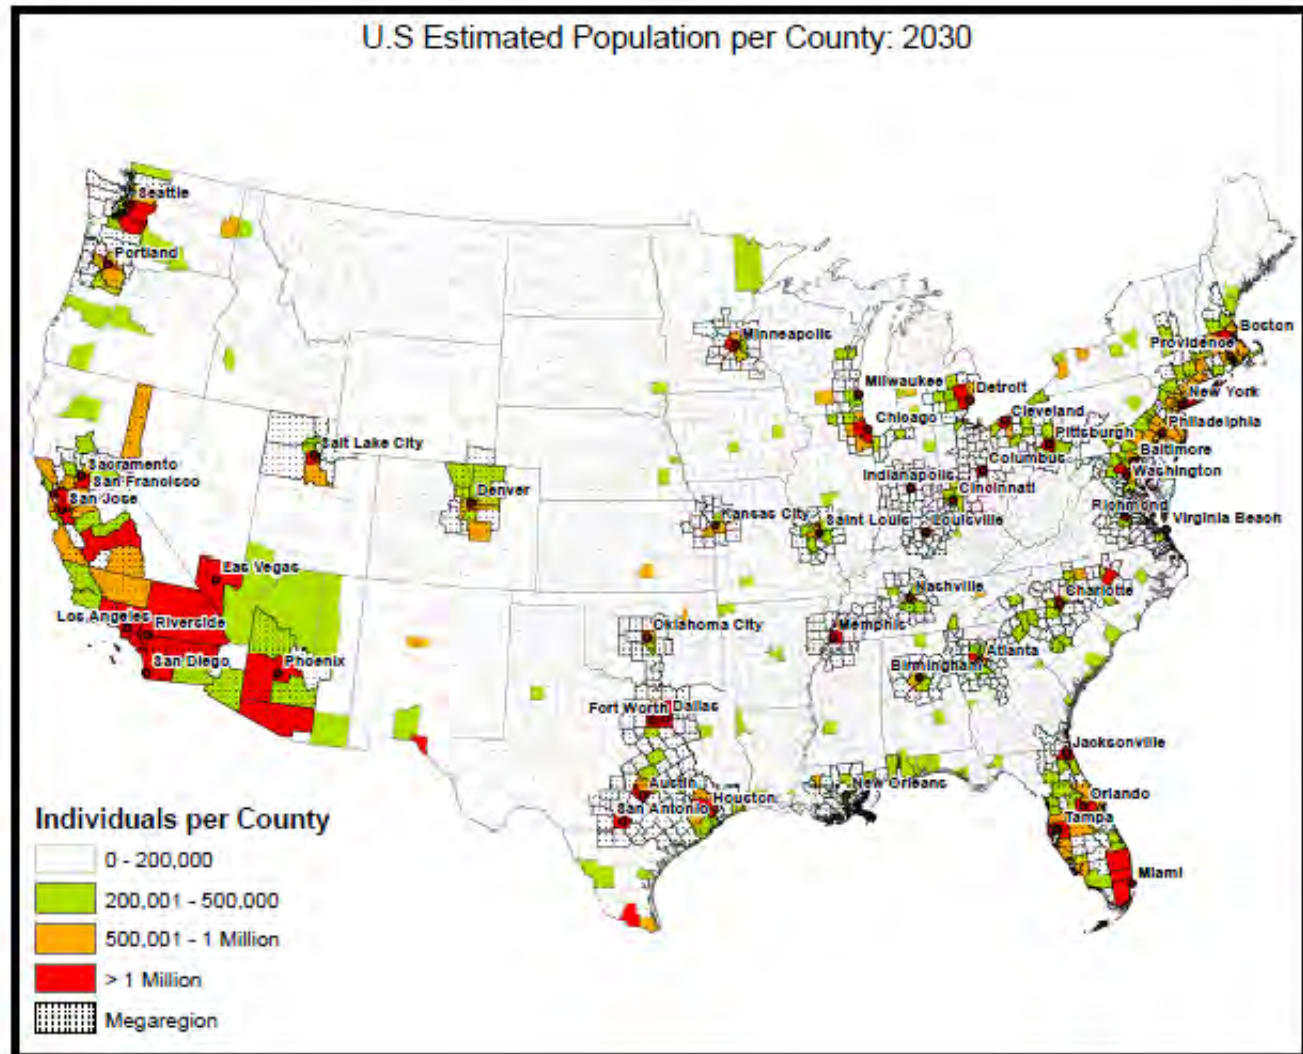 U.S Estimated Population per County: 2030
Seattle
Portland
Minneapolis
Boston
Providence
Milwaukee
Detroit
New York
Chicago
Cleveland
Philadelphia
Pittsburgh
Salt Lake City
Baltimore
Columbus
Sacramento
Washington
San Francisco
Indianapolis
Cincinnati
San Jose
Denver
Richmond
Kansas City
Saint Louis
Louisville
Virginia Beach
Eas Vegas
Nashville
Charlotte
Los Angeles
Riverside
Oklahoma City
Memphis
San Diego
Phoenix
Atlanta
Birmingham
Fort Worth
Dallas
Jacksonville
Austin
New Orleans
Orlando
San Antonio
Houston
Tampa
Miami
Individuals per County
0 - 200,000
200,001 - 500,000
500,001 - 1 Million
> 1 Million
Megaregion